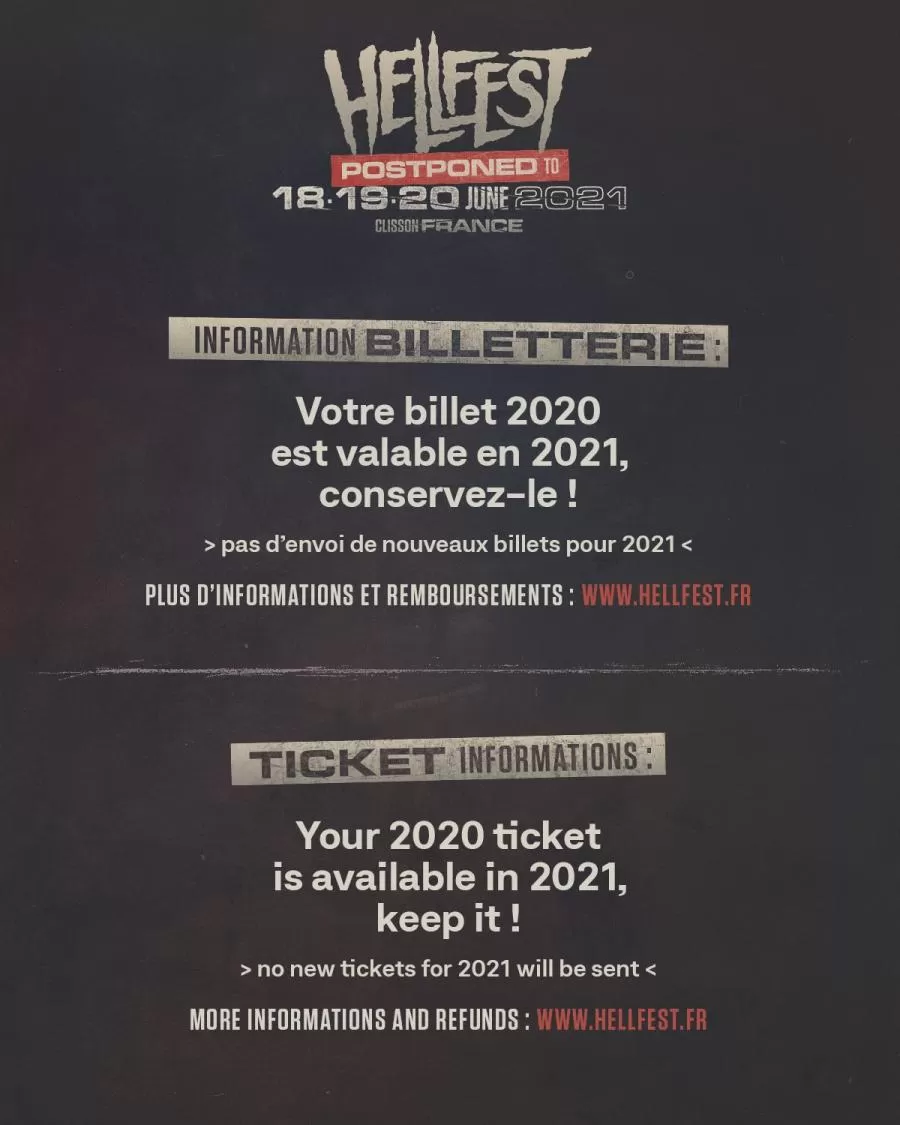 HELLFEST
POSTPONED TO
18·19·20 JUNE 2021
CLISSON FRANCE
INFORMATION BILLETTERIE :
Votre billet 2020
est valable en 2021,
conservez-le !
> pas d'envoi de nouveaux billets pour 2021 <
PLUS D'INFORMATIONS ET REMBOURSEMENTS : WWW.HELLFEST.FR
TICKET INFORMATIONS :
Your 2020 ticket
is available in 2021,
keep it !
> no new tickets for 2021 will be sent <
MORE INFORMATIONS AND REFUNDS : WWW.HELLFEST.FR